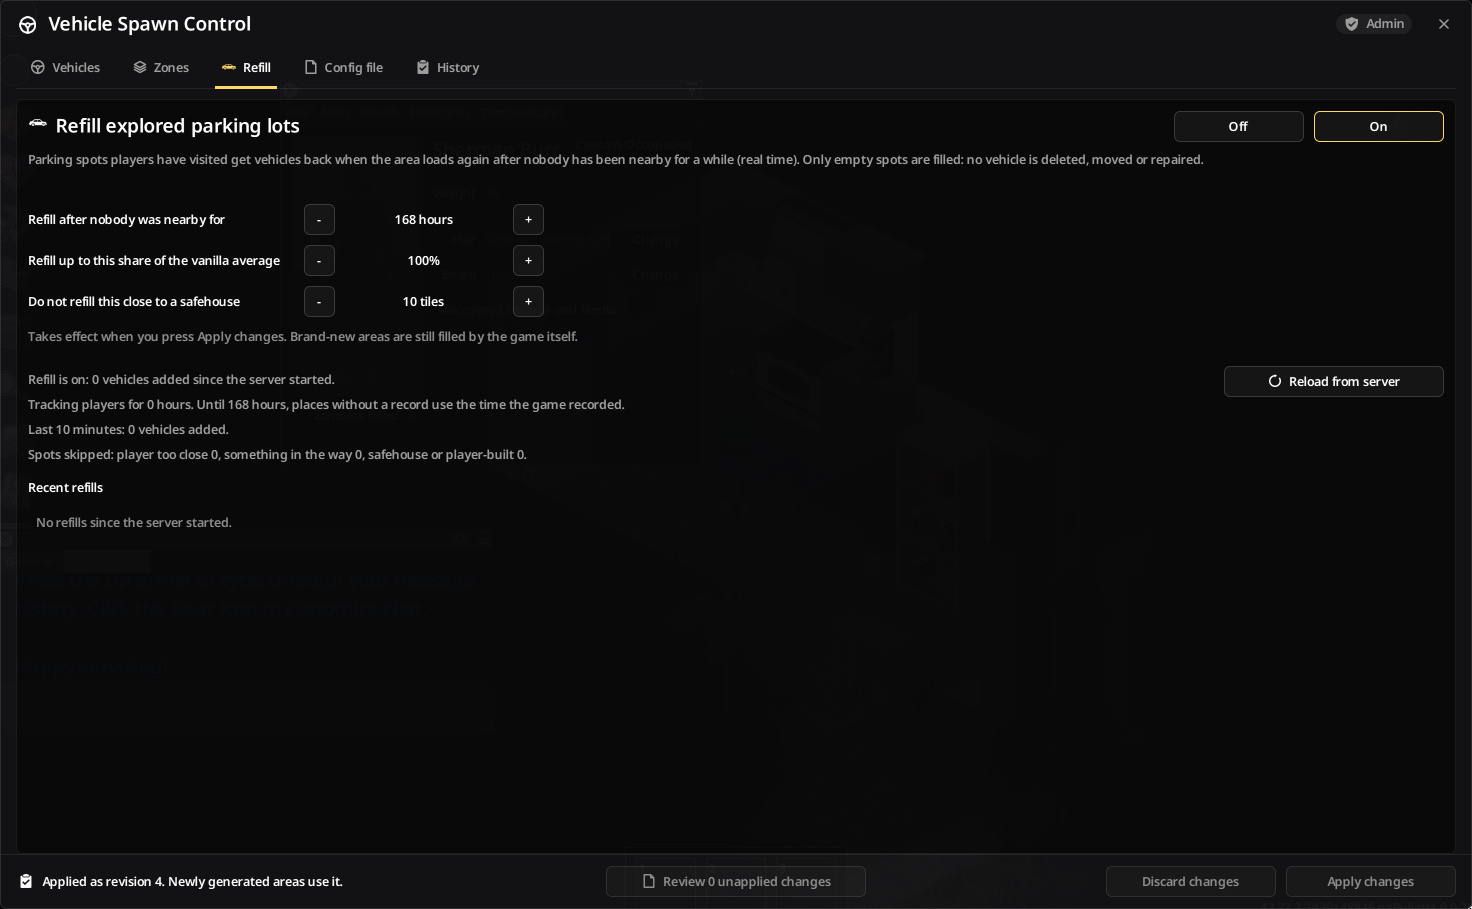 Vehicle Spawn Control
Admin
Vehicles
Zones
Refill
Config file
History
Refill explored parking lots
Off
On
Parking spots players have visited get vehicles back when the area loads again after nobody has been nearby for a while (real time). Only empty spots are filled: no vehicle is deleted, moved or repaired.
Refill after nobody was nearby for
-
168 hours
+
Refill up to this share of the vanilla average
-
100%
+
Do not refill this close to a safehouse
-
10 tiles
+
Takes effect when you press Apply changes. Brand-new areas are still filled by the game itself.
Refill is on: 0 vehicles added since the server started.
Reload from server
Tracking players for 0 hours. Until 168 hours, places without a record use the time the game recorded.
Last 10 minutes: 0 vehicles added.
Spots skipped: player too close 0, something in the way 0, safehouse or player-built 0.
Recent refills
No refills since the server started.
Applied as revision 4. Newly generated areas use it.
Review 0 unapplied changes
Discard changes
Apply changes